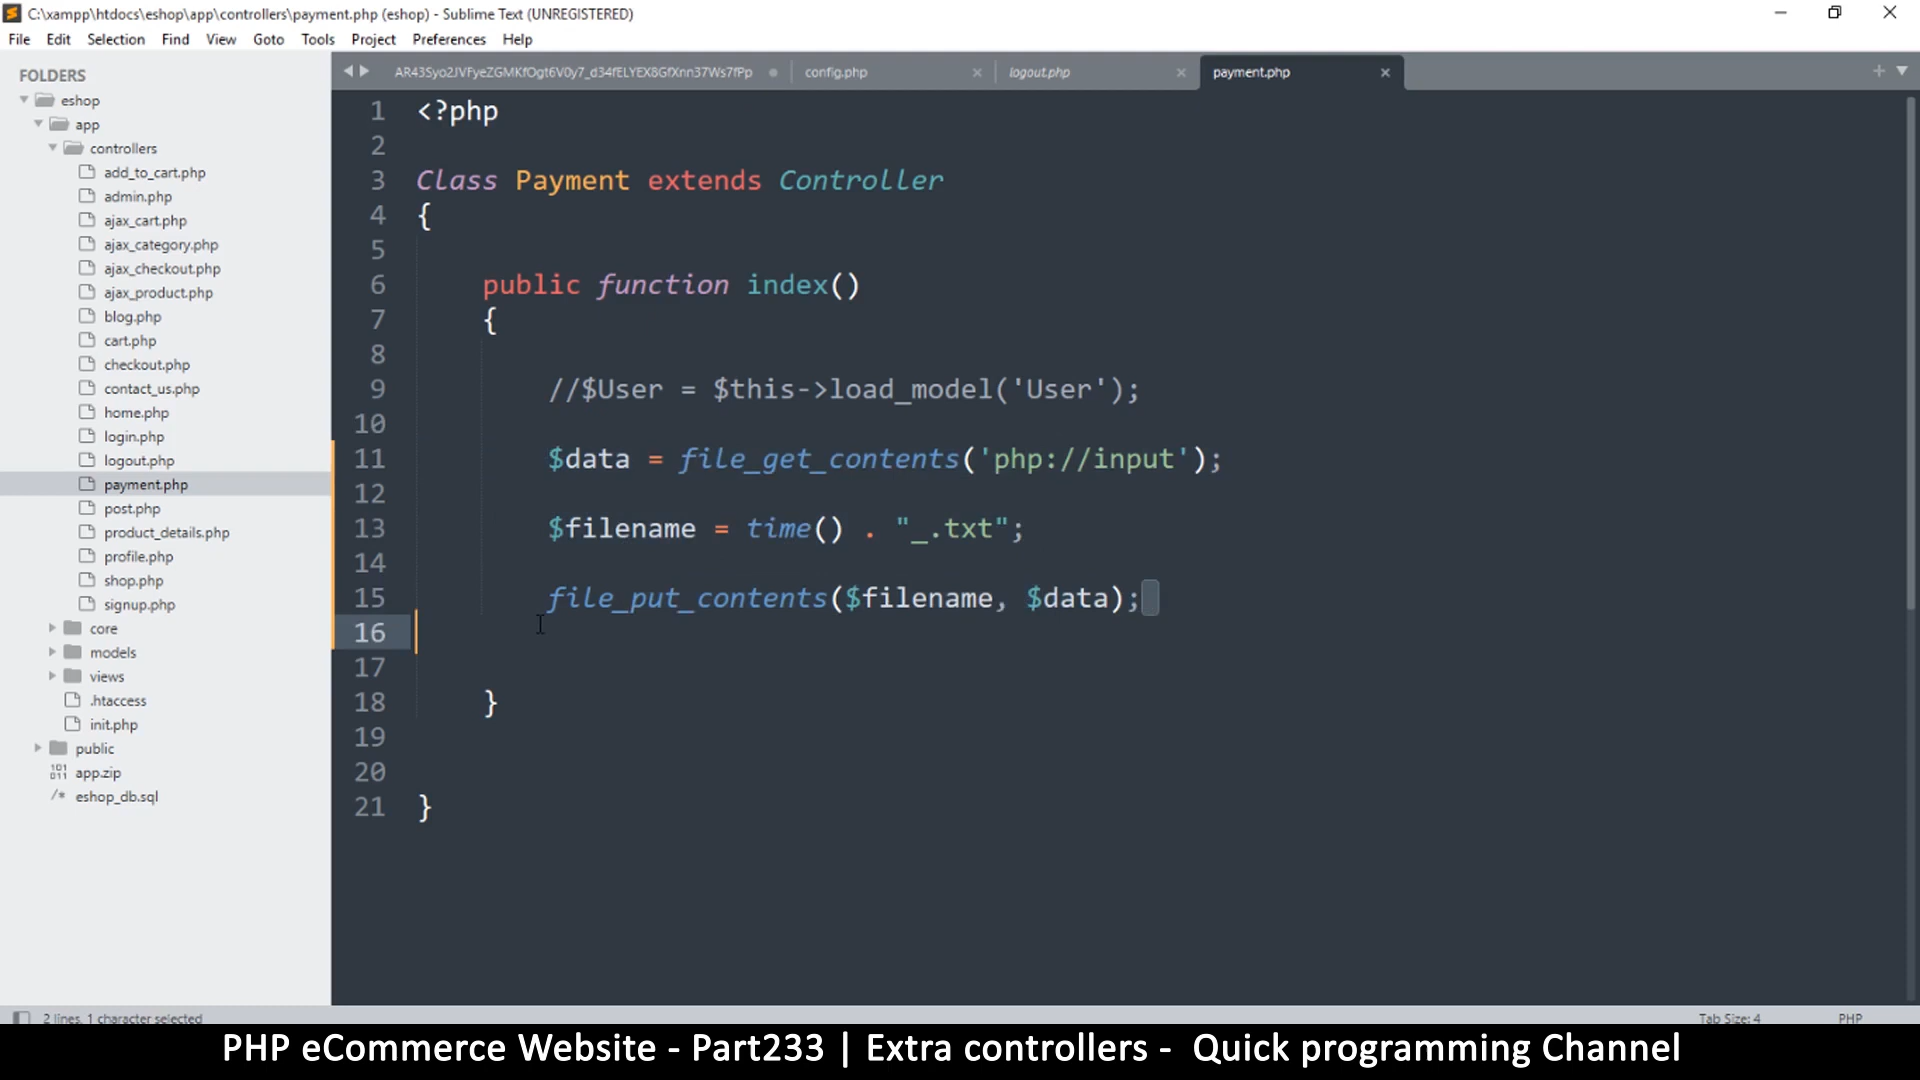 C:\xampp\htdocs\eshop\app\controllers\payment.php (eshop) - Sublime Text (UNREGISTERED)
File Edit Selection Find View Goto Tools Project Preferences Help
FOLDERS
eshop
app
controllers
add_to_cart.php
admin.php
ajax_cart.php
ajax_category.php
ajax_checkout.php
ajax_product.php
blog.php
cart.php
checkout.php
contact_us.php
home.php
login.php
logout.php
payment.php
post.php
product_details.php
profile.php
shop.php
signup.php
core
models
views
.htaccess
init.php
public
app.zip
eshop_db.sql
config.php logout.php payment.php
1 <?php
2
3 Class Payment extends Controller
4 {
5
6 public function index()
7 {
8
9 //$User = $this->load_model('User');
10
11 $data = file_get_contents('php://input');
12
13 $filename = time() . "_.txt";
14
15 file_put_contents($filename, $data);
16
17
18 }
19
20
21 }
2 lines, 1 character selected
Tab Size: 4 PHP
PHP eCommerce Website - Part233 | Extra controllers - Quick programming Channel